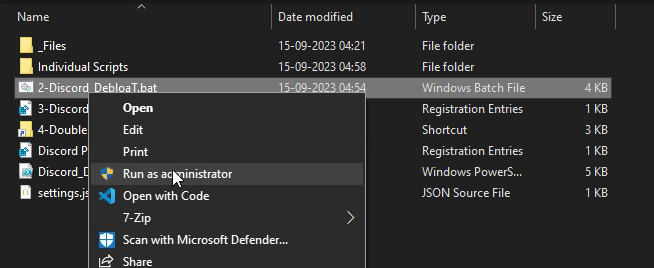 Name Date modified Type Size
_Files 15-09-2023 04:21 File folder
Individual Scripts 15-09-2023 04:58 File folder
2-Discord_DebloaT.bat 15-09-2023 04:54 Windows Batch File 4 KB
3-Discord Registration Entries 1 KB
4-Double Shortcut 3 KB
Discord P Registration Entries 1 KB
Discord_D Windows PowerS... 5 KB
settings.js JSON Source File 1 KB
Open
Edit
Print
Run as administrator
Open with Code
7-Zip
Scan with Microsoft Defender...
Share